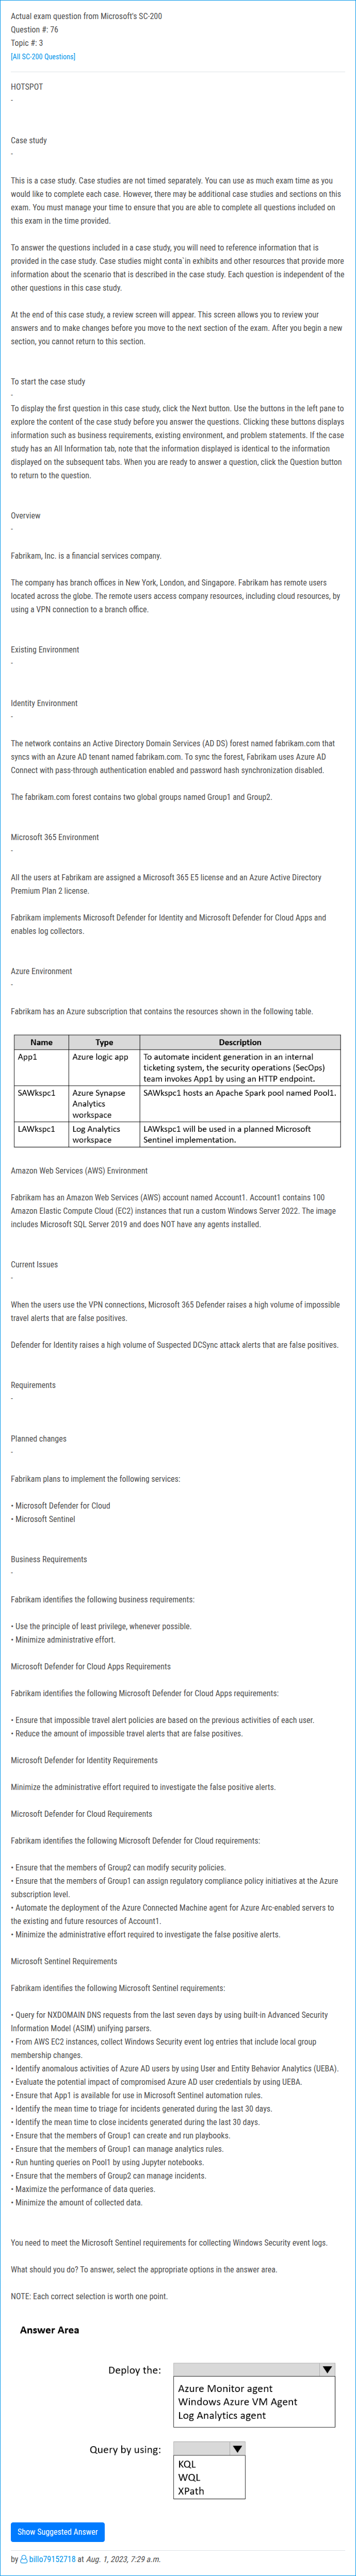 Actual exam question from Microsoft's SC-200
Question #: 76
Topic #: 3
[All SC-200 Questions]
HOTSPOT
-
Case study
-
This is a case study. Case studies are not timed separately. You can use as much exam time as you
would like to complete each case. However, there may be additional case studies and sections on this
exam. You must manage your time to ensure that you are able to complete all questions included on
this exam in the time provided.
To answer the questions included in a case study, you will need to reference information that is
provided in the case study. Case studies might conta`in exhibits and other resources that provide more
information about the scenario that is described in the case study. Each question is independent of the
other questions in this case study.
At the end of this case study, a review screen will appear. This screen allows you to review your
answers and to make changes before you move to the next section of the exam. After you begin a new
section, you cannot return to this section.
To start the case study
-
To display the first question in this case study, click the Next button. Use the buttons in the left pane to
explore the content of the case study before you answer the questions. Clicking these buttons displays
information such as business requirements, existing environment, and problem statements. If the case
study has an All Information tab, note that the information displayed is identical to the information
displayed on the subsequent tabs. When you are ready to answer a question, click the Question button
to return to the question.
Overview
-
Fabrikam, Inc. is a financial services company.
The company has branch offices in New York, London, and Singapore. Fabrikam has remote users
located across the globe. The remote users access company resources, including cloud resources, by
using a VPN connection to a branch office.
Existing Environment
-
Identity Environment
-
The network contains an Active Directory Domain Services (AD DS) forest named fabrikam.com that
syncs with an Azure AD tenant named fabrikam.com. To sync the forest, Fabrikam uses Azure AD
Connect with pass-through authentication enabled and password hash synchronization disabled.
The fabrikam.com forest contains two global groups named Group1 and Group2.
Microsoft 365 Environment
-
All the users at Fabrikam are assigned a Microsoft 365 E5 license and an Azure Active Directory
Premium Plan 2 license.
Fabrikam implements Microsoft Defender for Identity and Microsoft Defender for Cloud Apps and
enables log collectors.
Azure Environment
-
Fabrikam has an Azure subscription that contains the resources shown in the following table.
Name Type Description
App1 Azure logic app To automate incident generation in an internal
ticketing system, the security operations (SecOps)
team invokes App1 by using an HTTP endpoint.
SAWkspc1 Azure Synapse Analytics workspace SAWkspc1 hosts an Apache Spark pool named Pool1.
LAWkspc1 Log Analytics workspace LAWkspc1 will be used in a planned Microsoft
Sentinel implementation.
Amazon Web Services (AWS) Environment
Fabrikam has an Amazon Web Services (AWS) account named Account1. Account1 contains 100
Amazon Elastic Compute Cloud (EC2) instances that run a custom Windows Server 2022. The image
includes Microsoft SQL Server 2019 and does NOT have any agents installed.
Current Issues
-
When the users use the VPN connections, Microsoft 365 Defender raises a high volume of impossible
travel alerts that are false positives.
Defender for Identity raises a high volume of Suspected DCSync attack alerts that are false positives.
Requirements
-
Planned changes
-
Fabrikam plans to implement the following services:
• Microsoft Defender for Cloud
• Microsoft Sentinel
Business Requirements
-
Fabrikam identifies the following business requirements:
• Use the principle of least privilege, whenever possible.
• Minimize administrative effort.
Microsoft Defender for Cloud Apps Requirements
Fabrikam identifies the following Microsoft Defender for Cloud Apps requirements:
• Ensure that impossible travel alert policies are based on the previous activities of each user.
• Reduce the amount of impossible travel alerts that are false positives.
Microsoft Defender for Identity Requirements
Minimize the administrative effort required to investigate the false positive alerts.
Microsoft Defender for Cloud Requirements
Fabrikam identifies the following Microsoft Defender for Cloud requirements:
• Ensure that the members of Group2 can modify security policies.
• Ensure that the members of Group1 can assign regulatory compliance policy initiatives at the Azure
subscription level.
• Automate the deployment of the Azure Connected Machine agent for Azure Arc-enabled servers to
the existing and future resources of Account1.
• Minimize the administrative effort required to investigate the false positive alerts.
Microsoft Sentinel Requirements
Fabrikam identifies the following Microsoft Sentinel requirements:
• Query for NXDOMAIN DNS requests from the last seven days by using built-in Advanced Security
Information Model (ASIM) unifying parsers.
• From AWS EC2 instances, collect Windows Security event log entries that include local group
membership changes.
• Identify anomalous activities of Azure AD users by using User and Entity Behavior Analytics (UEBA).
• Evaluate the potential impact of compromised Azure AD user credentials by using UEBA.
• Ensure that App1 is available for use in Microsoft Sentinel automation rules.
• Identify the mean time to triage for incidents generated during the last 30 days.
• Identify the mean time to close incidents generated during the last 30 days.
• Ensure that the members of Group1 can create and run playbooks.
• Ensure that the members of Group1 can manage analytics rules.
• Run hunting queries on Pool1 by using Jupyter notebooks.
• Ensure that the members of Group2 can manage incidents.
• Maximize the performance of data queries.
• Minimize the amount of collected data.
You need to meet the Microsoft Sentinel requirements for collecting Windows Security event logs.
What should you do? To answer, select the appropriate options in the answer area.
NOTE: Each correct selection is worth one point.
Answer Area
Deploy the:
Azure Monitor agent
Windows Azure VM Agent
Log Analytics agent
Query by using:
KQL
WQL
XPath
Show Suggested Answer
by billo79152718 at Aug. 1, 2023, 7:29 a.m.